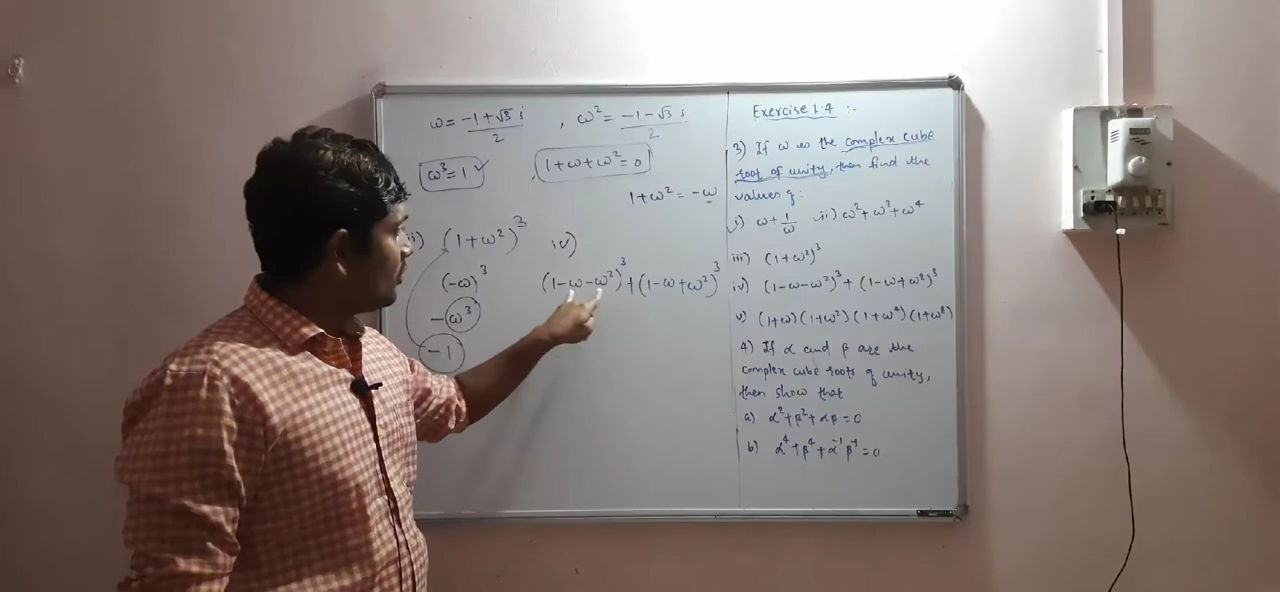 ω = (-1 + √3 i)/2 , ω² = (-1 - √3 i)/2
ω³ = 1 ✓ , 1 + ω + ω² = 0
1 + ω² = -ω
ii) (1 + ω²)³
(-ω)³
-ω³
-1
iv)
(1 - ω - ω²)³ + (1 - ω + ω²)³
Exercise 1.4 :-
3) If ω is the complex cube
root of unity, then find the
values of :
i) ω + 1/ω ii) ω² + ω³ + ω⁴
iii) (1 + ω²)³
iv) (1 - ω - ω²)³ + (1 - ω + ω²)³
v) (1 + ω) (1 + ω²) (1 + ω⁴) (1 + ω⁸)
4) If α and β are the
complex cube roots of unity,
then show that
a) α² + β² + αβ = 0
b) α⁴ + β⁴ + α⁻¹ β⁻¹ = 0